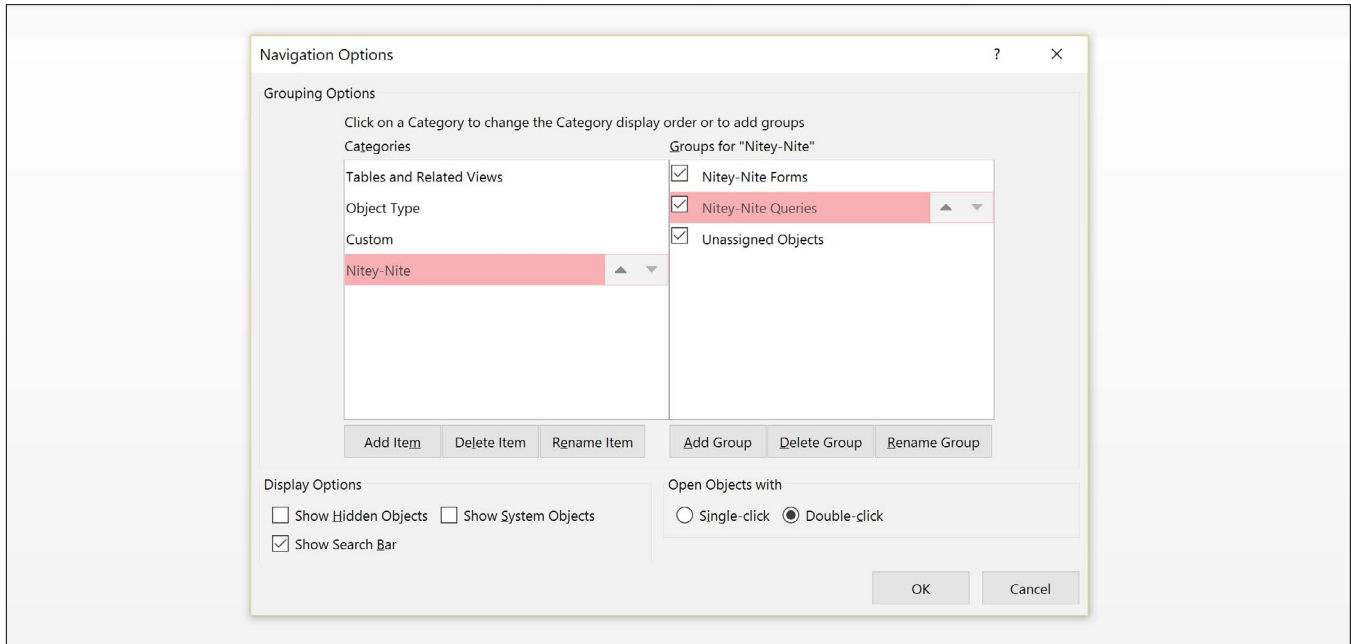 Navigation Options
?
Grouping Options
Click on a Category to change the Category display order or to add groups
Categories
Groups for "Nitey-Nite"
Tables and Related Views
Object Type
Custom
Nitey-Nite
Nitey-Nite Forms
Nitey-Nite Queries
Unassigned Objects
Add Item Delete Item Rename Item
Add Group Delete Group Rename Group
Display Options
Show Hidden Objects Show System Objects
Show Search Bar
Open Objects with
Single-click Double-click
OK Cancel